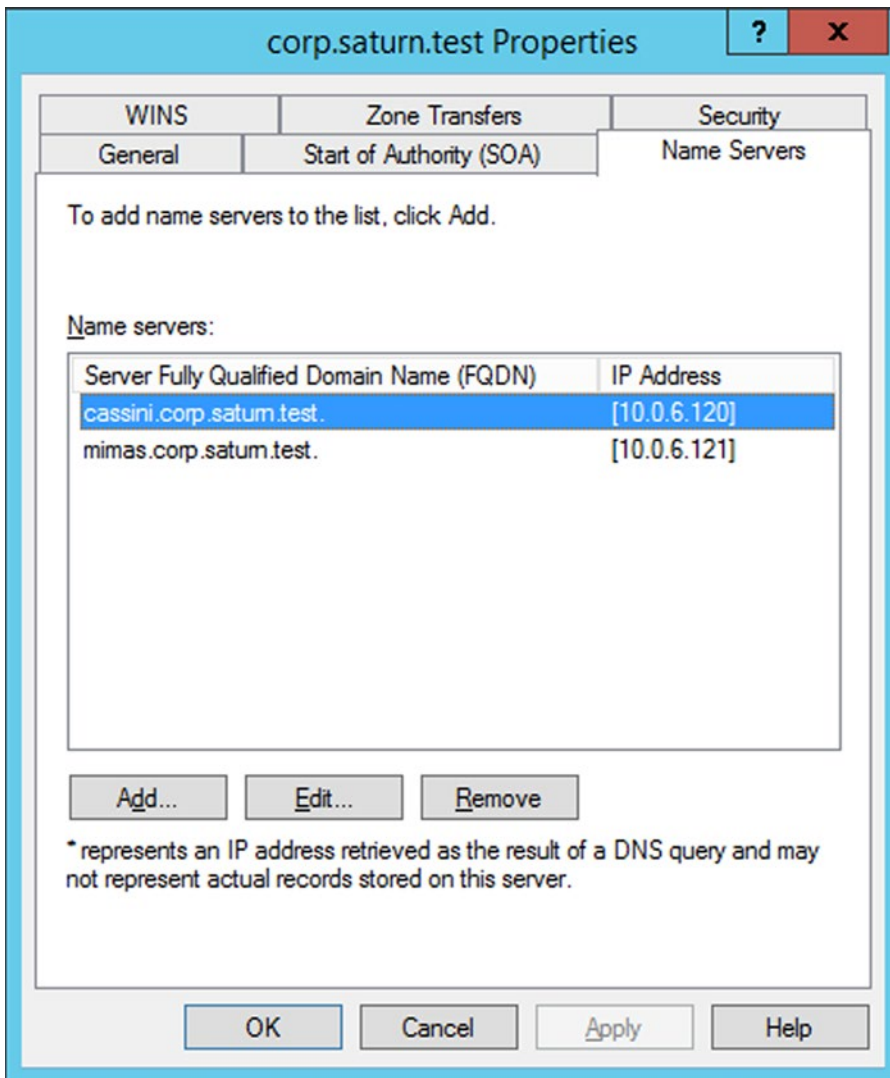 corp.saturn.test Properties
?
x
WINS
Zone Transfers
Security
General
Start of Authority (SOA)
Name Servers
To add name servers to the list, click Add.
Name servers:
Server Fully Qualified Domain Name (FQDN)
IP Address
cassini.corp.saturn.test.
[10.0.6.120]
mimas.corp.saturn.test.
[10.0.6.121]
Add...
Edit...
Remove
* represents an IP address retrieved as the result of a DNS query and may
not represent actual records stored on this server.
OK
Cancel
Apply
Help